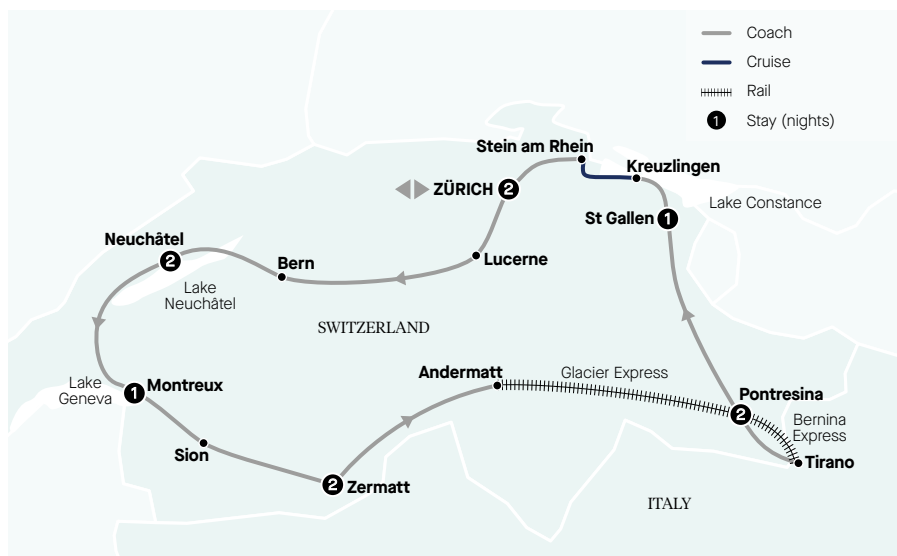 Coach
Cruise
Rail
1 Stay (nights)
Stein am Rhein
Kreuzlingen
ZÜRICH 2
Lake Constance
St Gallen 1
Neuchâtel
2
Bern
Lucerne
Lake
Neuchâtel
SWITZERLAND
Andermatt
Glacier Express
Lake
Geneva
1 Montreux
Pontresina
2
Bernina
Express
Sion
Tirano
2 Zermatt
ITALY